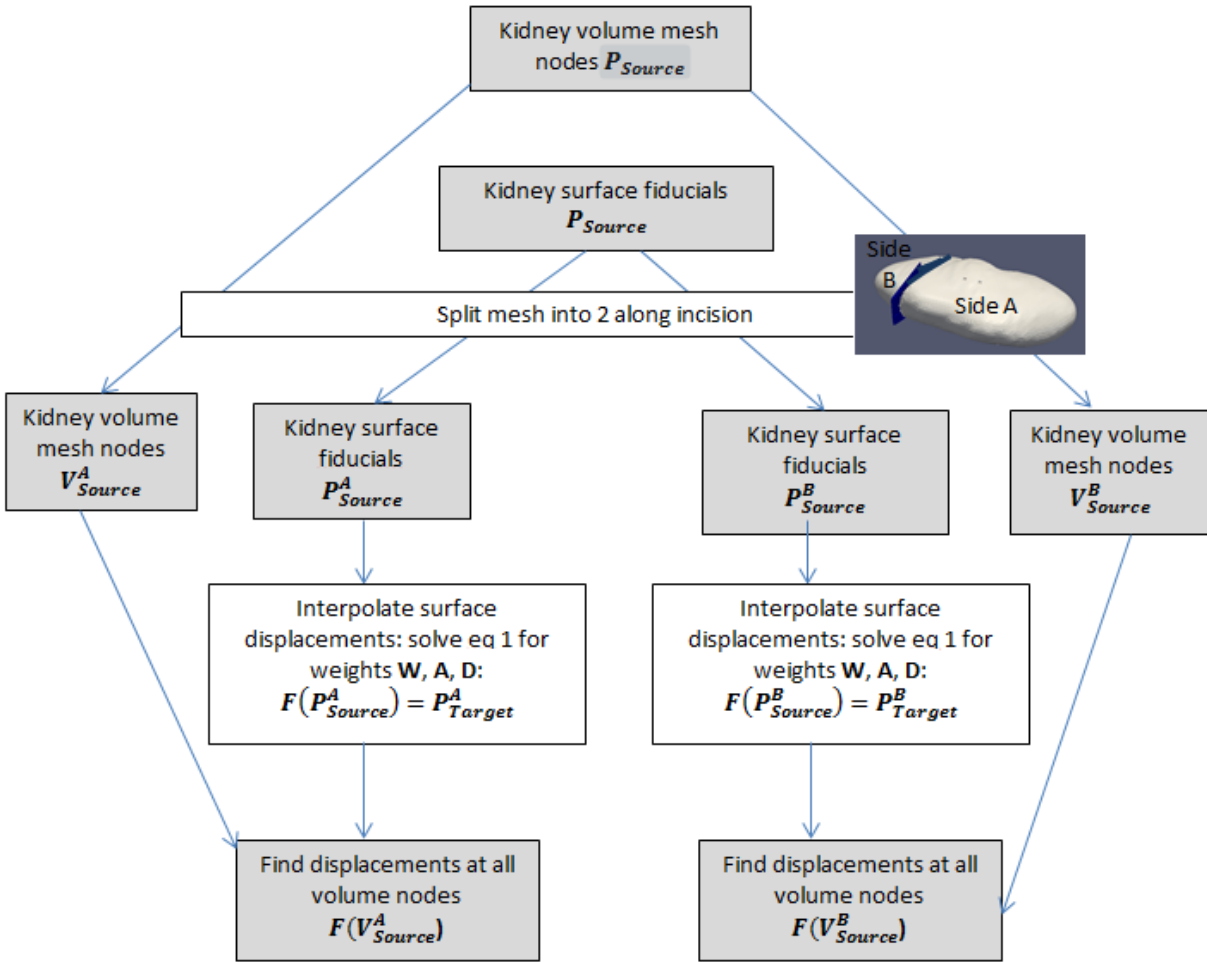 Kidney volume mesh
nodes P_Source
Kidney surface fiducials
P_Source
Split mesh into 2 along incision
Side
B
Side A
Kidney volume
mesh nodes
V^A_Source
Kidney surface
fiducials
P^A_Source
Kidney surface
fiducials
P^B_Source
Kidney volume
mesh nodes
V^B_Source
Interpolate surface
displacements: solve eq 1 for
weights W, A, D:
F(P^A_Source) = P^A_Target
Interpolate surface
displacements: solve eq 1 for
weights W, A, D:
F(P^B_Source) = P^B_Target
Find displacements at all
volume nodes
F(V^A_Source)
Find displacements at all
volume nodes
F(V^B_Source)